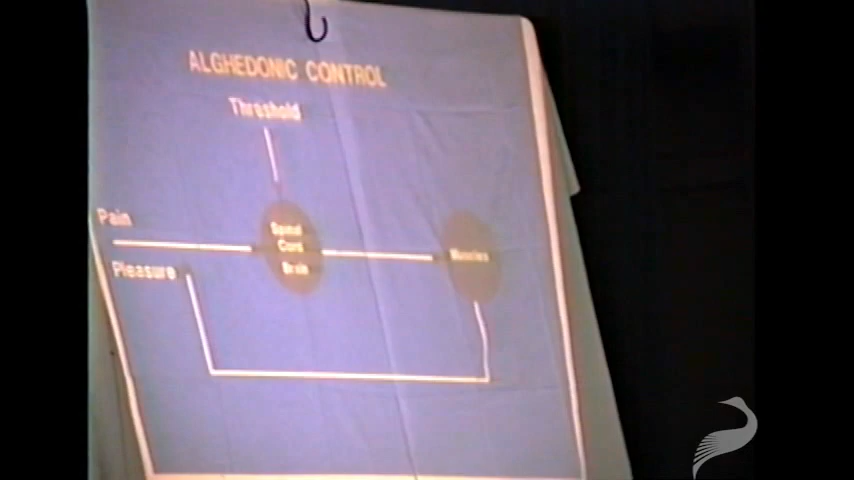 ALGHEDONIC CONTROL
Threshold
Pain
Spinal
Cord
Brain
Muscles
Pleasure